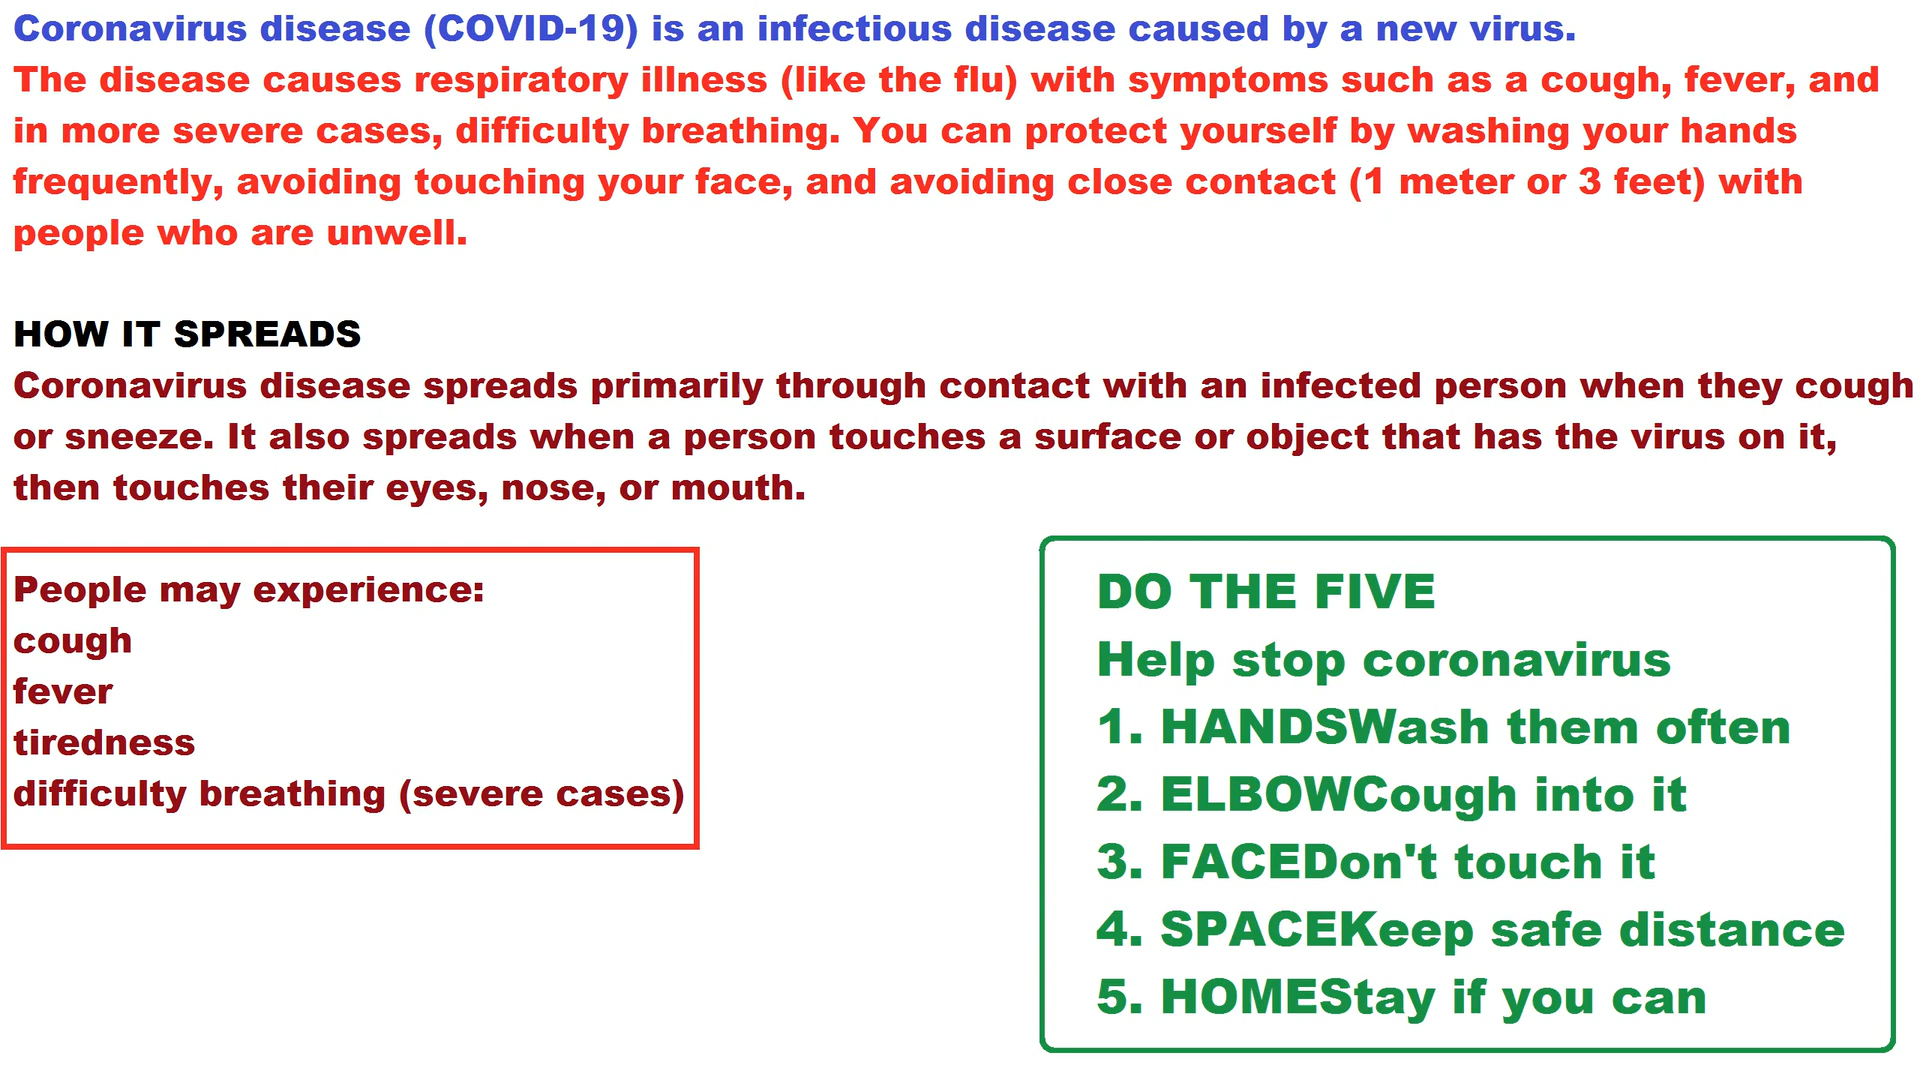 Coronavirus disease (COVID-19) is an infectious disease caused by a new virus.
The disease causes respiratory illness (like the flu) with symptoms such as a cough, fever, and
in more severe cases, difficulty breathing. You can protect yourself by washing your hands
frequently, avoiding touching your face, and avoiding close contact (1 meter or 3 feet) with
people who are unwell.
HOW IT SPREADS
Coronavirus disease spreads primarily through contact with an infected person when they cough
or sneeze. It also spreads when a person touches a surface or object that has the virus on it,
then touches their eyes, nose, or mouth.
People may experience:
cough
fever
tiredness
difficulty breathing (severe cases)
DO THE FIVE
Help stop coronavirus
1. HANDSWash them often
2. ELBOWCough into it
3. FACEDon't touch it
4. SPACEKeep safe distance
5. HOMEStay if you can